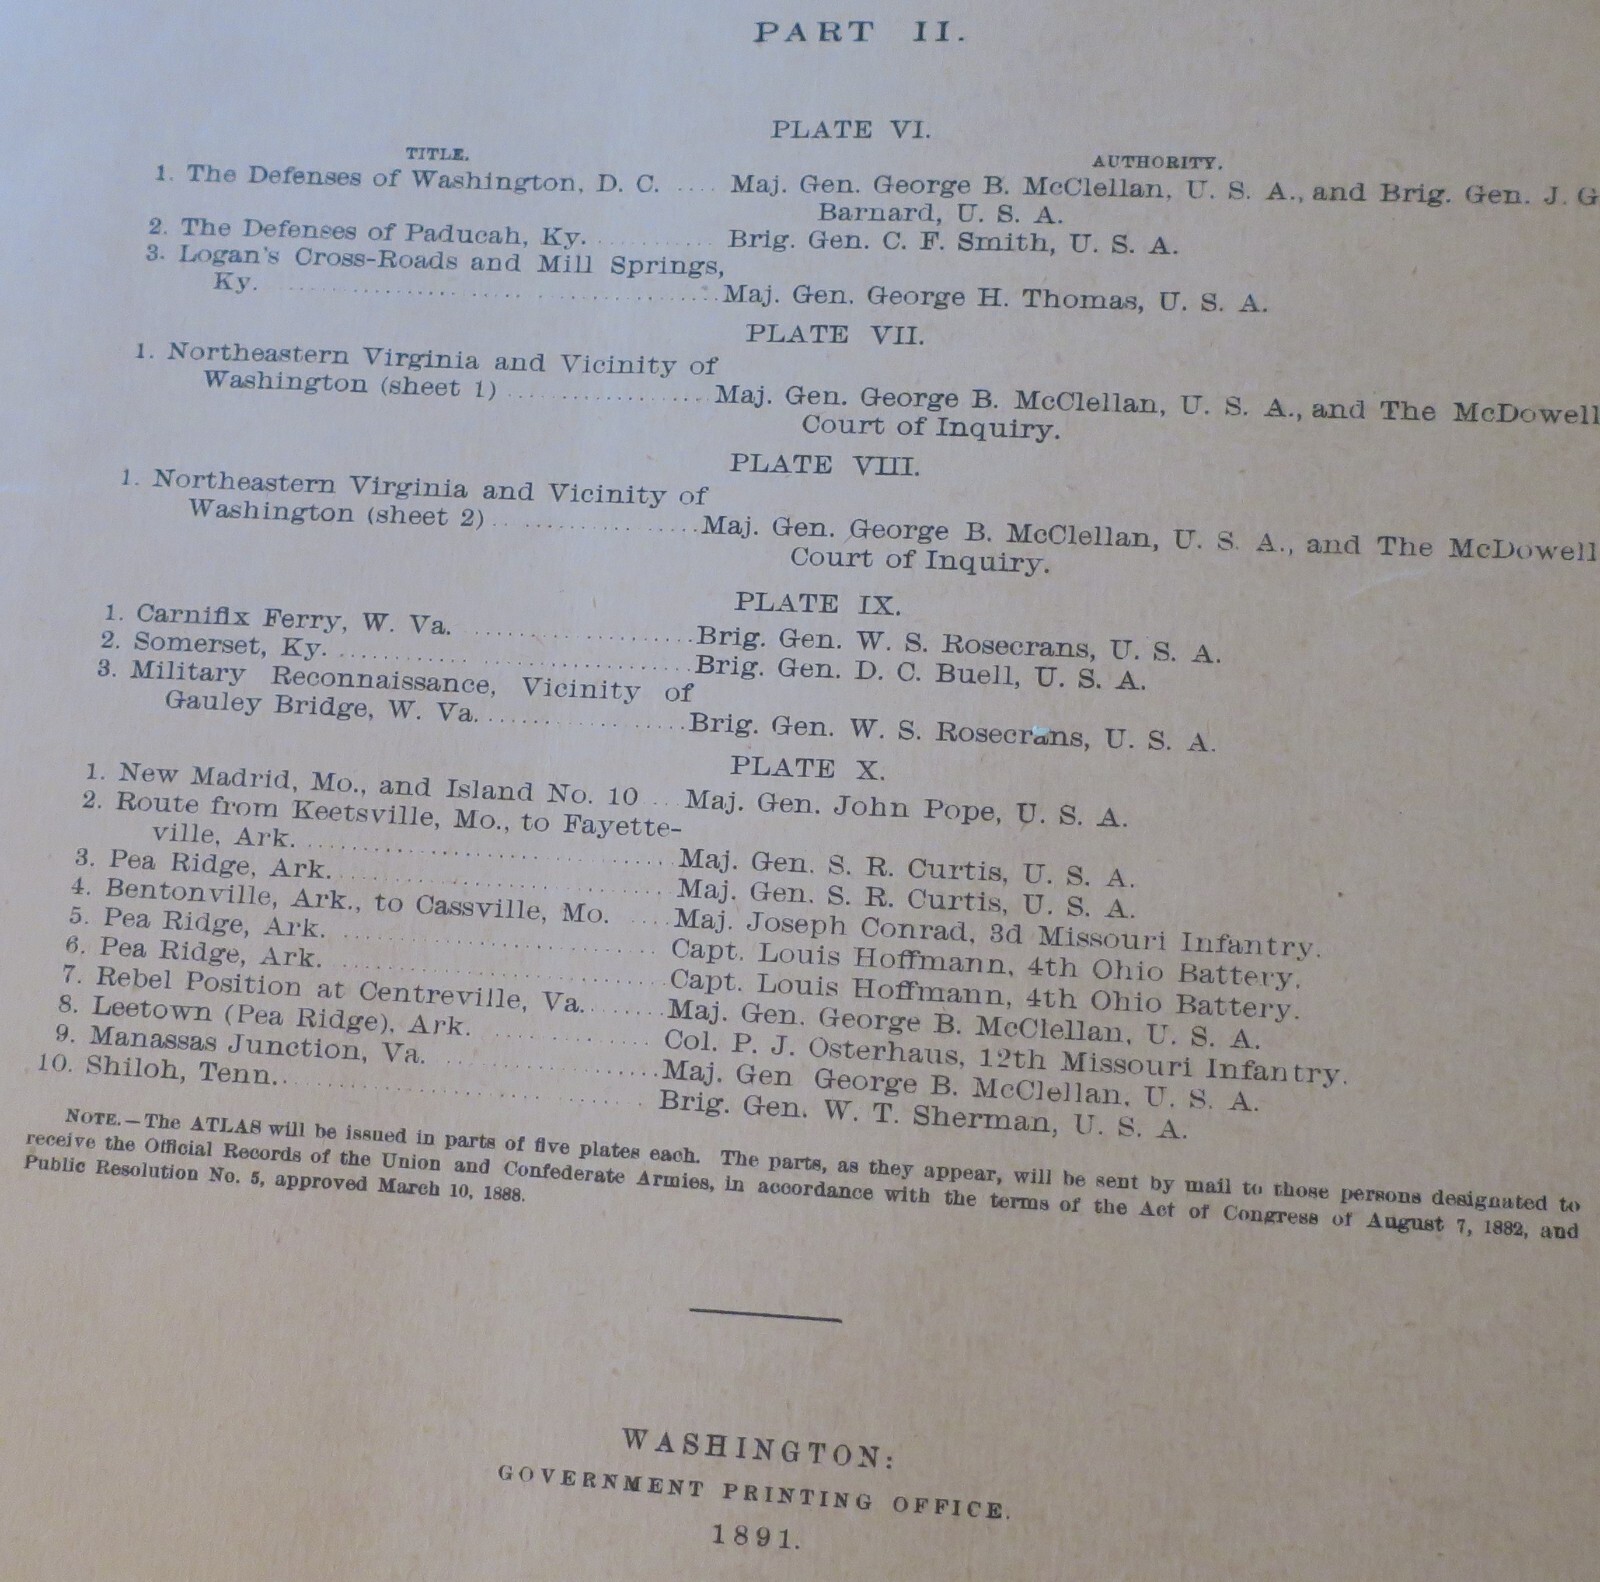 PART II.
PLATE VI.
TITLE. AUTHORITY.
1. The Defenses of Washington, D. C. .... Maj. Gen. George B. McClellan, U. S. A., and Brig. Gen. J. G
Barnard, U. S. A.
2. The Defenses of Paducah, Ky. .......... Brig. Gen. C. F. Smith, U. S. A.
3. Logan's Cross-Roads and Mill Springs,
Ky. .......... Maj. Gen. George H. Thomas, U. S. A.
PLATE VII.
1. Northeastern Virginia and Vicinity of
Washington (sheet 1) .......... Maj. Gen. George B. McClellan, U. S. A., and The McDowell
Court of Inquiry.
PLATE VIII.
1. Northeastern Virginia and Vicinity of
Washington (sheet 2) .......... Maj. Gen. George B. McClellan, U. S. A., and The McDowell
Court of Inquiry.
PLATE IX.
1. Carnifix Ferry, W. Va. .......... Brig. Gen. W. S. Rosecrans, U. S. A.
2. Somerset, Ky. .......... Brig. Gen. D. C. Buell, U. S. A.
3. Military Reconnaissance, Vicinity of
Gauley Bridge, W. Va. .......... Brig. Gen. W. S. Rosecrans, U. S. A.
PLATE X.
1. New Madrid, Mo., and Island No. 10 ... Maj. Gen. John Pope, U. S. A.
2. Route from Keetsville, Mo., to Fayette-
ville, Ark. .......... Maj. Gen. S. R. Curtis, U. S. A.
3. Pea Ridge, Ark. .......... Maj. Gen. S. R. Curtis, U. S. A.
4. Bentonville, Ark., to Cassville, Mo. .... Maj. Joseph Conrad, 3d Missouri Infantry.
5. Pea Ridge, Ark. .......... Capt. Louis Hoffmann, 4th Ohio Battery.
6. Pea Ridge, Ark. .......... Capt. Louis Hoffmann, 4th Ohio Battery.
7. Rebel Position at Centreville, Va. ....... Maj. Gen. George B. McClellan, U. S. A.
8. Leetown (Pea Ridge), Ark. .......... Col. P. J. Osterhaus, 12th Missouri Infantry.
9. Manassas Junction, Va. .......... Maj. Gen George B. McClellan, U. S. A.
10. Shiloh, Tenn. .......... Brig. Gen. W. T. Sherman, U. S. A.
NOTE.—The ATLAS will be issued in parts of five plates each. The parts, as they appear, will be sent by mail to those persons designated to
receive the Official Records of the Union and Confederate Armies, in accordance with the terms of the Act of Congress of August 7, 1882, and
Public Resolution No. 5, approved March 10, 1888.
WASHINGTON:
GOVERNMENT PRINTING OFFICE.
1891.